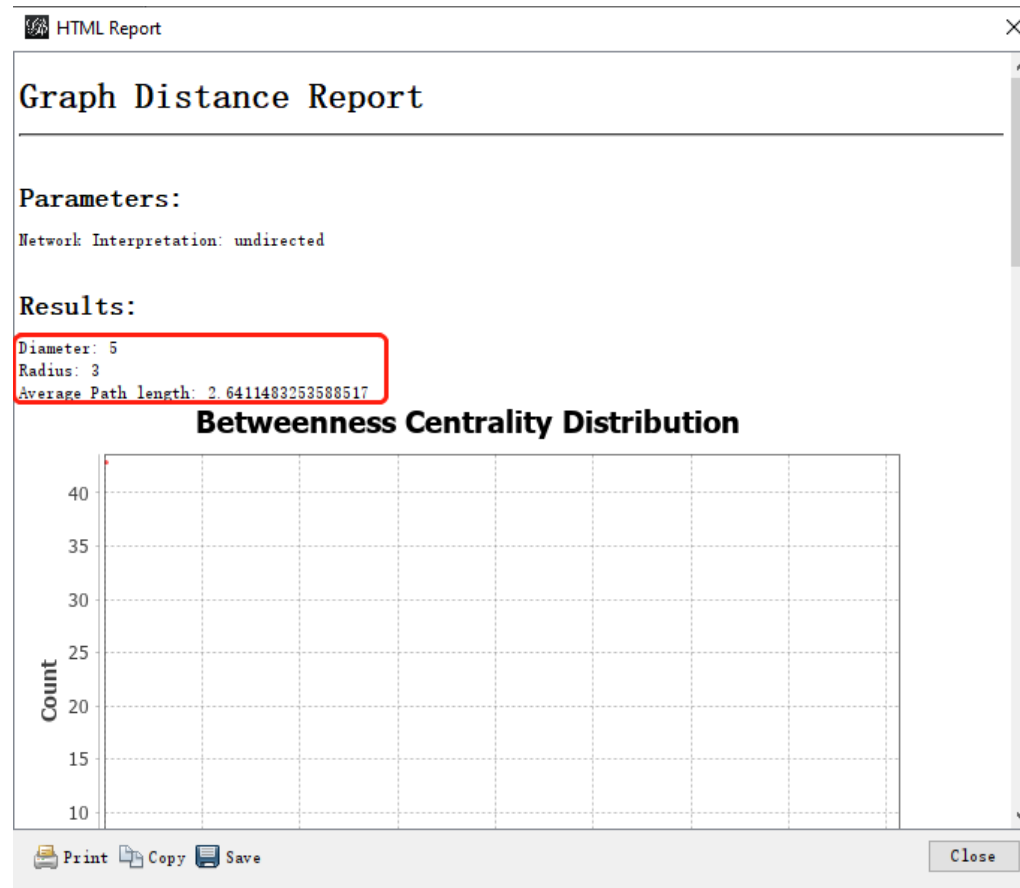 HTML Report
Graph Distance Report
Parameters:
Network Interpretation: undirected
Results:
Diameter: 5
Radius: 3
Average Path length: 2.6411483253588517
Betweenness Centrality Distribution
40
35
30
25
20
15
10
Count
Print Copy Save
Close